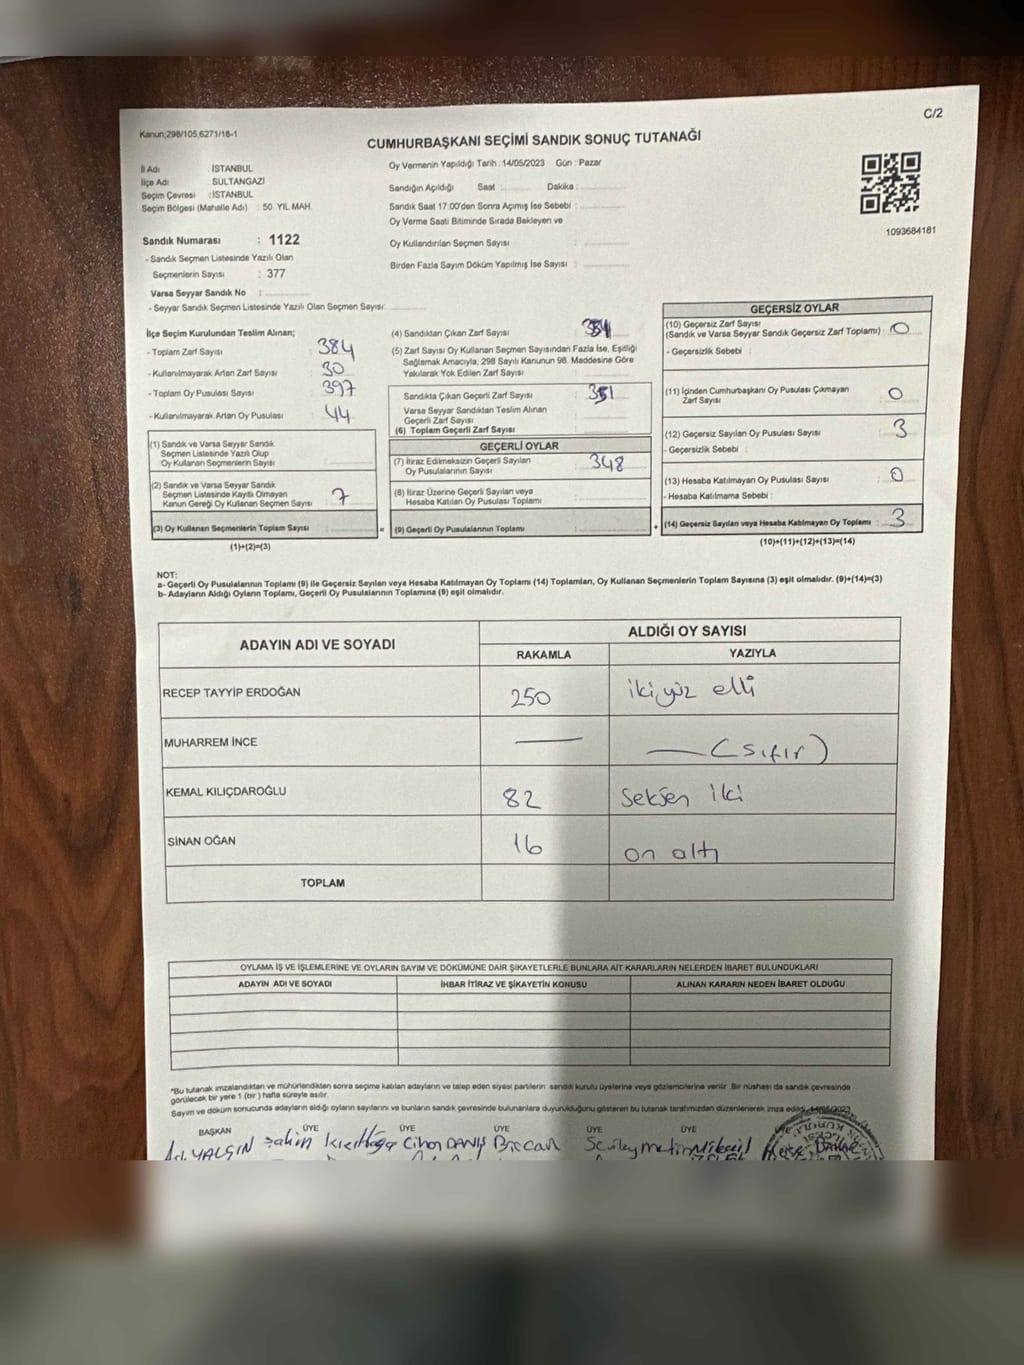 Kanun;298/105,6271/18-1
C/2
CUMHURBAŞKANI SEÇİMİ SANDIK SONUÇ TUTANAĞI
İl Adı : İSTANBUL
İlçe Adı : SULTANGAZİ
Seçim Çevresi : İSTANBUL
Seçim Bölgesi (Mahalle Adı) : 50. YIL MAH.
Oy Vermenin Yapıldığı Tarih :14/05/2023 Gün : Pazar
Sandığın Açıldığı Saat : Dakika :
Sandık Saat 17:00'den Sonra Açımış İse Sebebi :
Oy Verme Saati Bitiminde Sırada Bekleyen ve
Oy Kullandırılan Seçmen Sayısı :
Birden Fazla Sayım Döküm Yapılmış İse Sayısı :
1093684181
Sandık Numarası : 1122
- Sandık Seçmen Listesinde Yazılı Olan
Seçmenlerin Sayısı : 377
Varsa Seyyar Sandık No :
- Seyyar Sandık Seçmen Listesinde Yazılı Olan Seçmen Sayısı:
İlçe Seçim Kurulundan Teslim Alınan;
- Toplam Zarf Sayısı : 384
- Kullanılmayarak Artan Zarf Sayısı : 30
- Toplam Oy Pusulası Sayısı : 397
- Kullanılmayarak Artan Oy Pusulası : 44
(1) Sandık ve Varsa Seyyar Sandık
Seçmen Listesinde Yazılı Olup
Oy Kullanan Seçmenlerin Sayısı :
(2) Sandık ve Varsa Seyyar Sandık
Seçmen Listesinde Kayıtlı Olmayan
Kanun Gereği Oy Kullanan Seçmen Sayısı : 7
(3) Oy Kullanan Seçmenlerin Toplam Sayısı :
(1)+(2)=(3)
(4) Sandıktan Çıkan Zarf Sayısı :
(5) Zarf Sayısı Oy Kullanan Seçmen Sayısından Fazla İse, Eşitliği
Sağlamak Amacıyla, 298 Sayılı Kanunun 98. Maddesine Göre
Yakılarak Yok Edilen Zarf Sayısı :
Sandıkta Çıkan Geçerli Zarf Sayısı : 351
Varsa Seyyar Sandıktan Teslim Alınan
Geçerli Zarf Sayısı :
(6) Toplam Geçerli Zarf Sayısı :
GEÇERLİ OYLAR
(7) İtiraz Edilmeksizin Geçerli Sayılan
Oy Pusulalarının Sayısı : 348
(8) İtiraz Üzerine Geçerli Sayılan veya
Hesaba Katılan Oy Pusulası Toplamı :
= (9) Geçerli Oy Pusulalarının Toplamı :
GEÇERSİZ OYLAR
(10) Geçersiz Zarf Sayısı
(Sandık ve Varsa Seyyar Sandık Geçersiz Zarf Toplamı) : 0
- Geçersizlik Sebebi :
(11) İçinden Cumhurbaşkanı Oy Pusulası Çıkmayan
Zarf Sayısı : 0
(12) Geçersiz Sayılan Oy Pusulası Sayısı : 3
- Geçersizlik Sebebi :
(13) Hesaba Katılmayan Oy Pusulası Sayısı : 0
- Hesaba Katılmama Sebebi :
+ (14) Geçersiz Sayılan veya Hesaba Katılmayan Oy Toplamı : 3
(10)+(11)+(12)+(13)=(14)
NOT:
a- Geçerli Oy Pusulalarının Toplamı (9) ile Geçersiz Sayılan veya Hesaba Katılmayan Oy Toplamı (14) Toplamları, Oy Kullanan Seçmenlerin Toplam Sayısına (3) eşit olmalıdır. (9)+(14)=(3)
b- Adayların Aldığı Oyların Toplamı, Geçerli Oy Pusulalarının Toplamına (9) eşit olmalıdır.
ADAYIN ADI VE SOYADI
ALDIĞI OY SAYISI
RAKAMLA YAZIYLA
RECEP TAYYİP ERDOĞAN 250 iki yüz elli
MUHARREM İNCE — — (sıfır)
KEMAL KILIÇDAROĞLU 82 seksen iki
SİNAN OĞAN 16 on altı
TOPLAM
OYLAMA İŞ VE İŞLEMLERİNE VE OYLARIN SAYIM VE DÖKÜMÜNE DAİR ŞİKAYETLERLE BUNLARA AİT KARARLARIN NELERDEN İBARET BULUNDUKLARI
ADAYIN ADI VE SOYADI İHBAR İTİRAZ VE ŞİKAYETİN KONUSU ALINAN KARARIN NEDEN İBARET OLDUĞU
*Bu tutanak imzalandıktan ve mühürlendikten sonra seçime katılan adayların ve talep eden siyasi partilerin sandık kurulu üyelerine veya gözlemcilerine verilir. Bir nüshası da sandık çevresinde
görülecek bir yere 1 (bir) hafta süreyle asılır.
Sayım ve döküm sonucunda adayların aldığı oyların sayılarını ve bunların sandık çevresinde bulunanlara duyurulduğunu gösteren bu tutanak tarafımızdan düzenlenerek imza edildi. 14/05/2023
BAŞKAN ÜYE ÜYE ÜYE ÜYE ÜYE
YALGIN Şahin Cihan DANIŞ